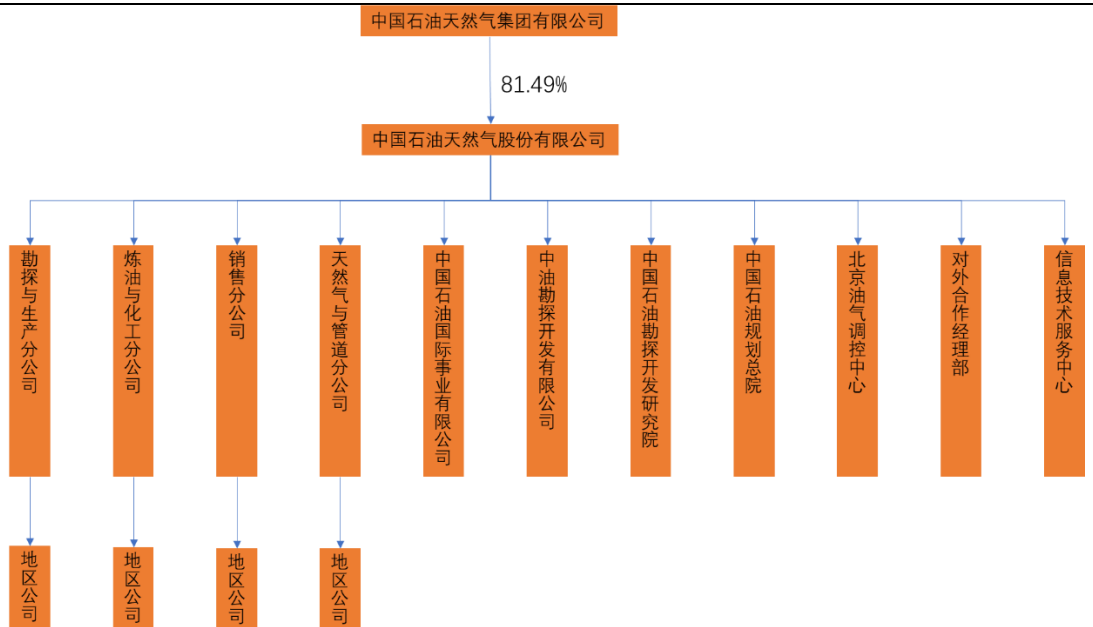 中国石油天然气集团有限公司
81.49%
中国石油天然气股份有限公司
勘探与生产分公司
炼油与化工分公司
销售分公司
天然气与管道分公司
中国石油国际事业有限公司
中油勘探开发有限公司
中国石油勘探开发研究院
中国石油规划总院
北京油气调控中心
对外合作经理部
信息技术服务中心
地区公司
地区公司
地区公司
地区公司